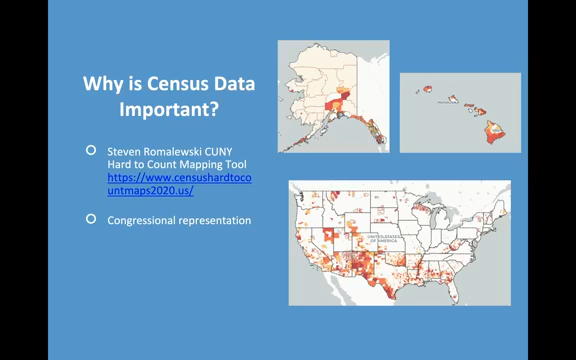 Why is Census Data
Important?
Steven Romalewski CUNY
Hard to Count Mapping Tool
https://www.censushardtoco
untmaps2020.us/
Congressional representation
UNITED STATES
OF AMERICA